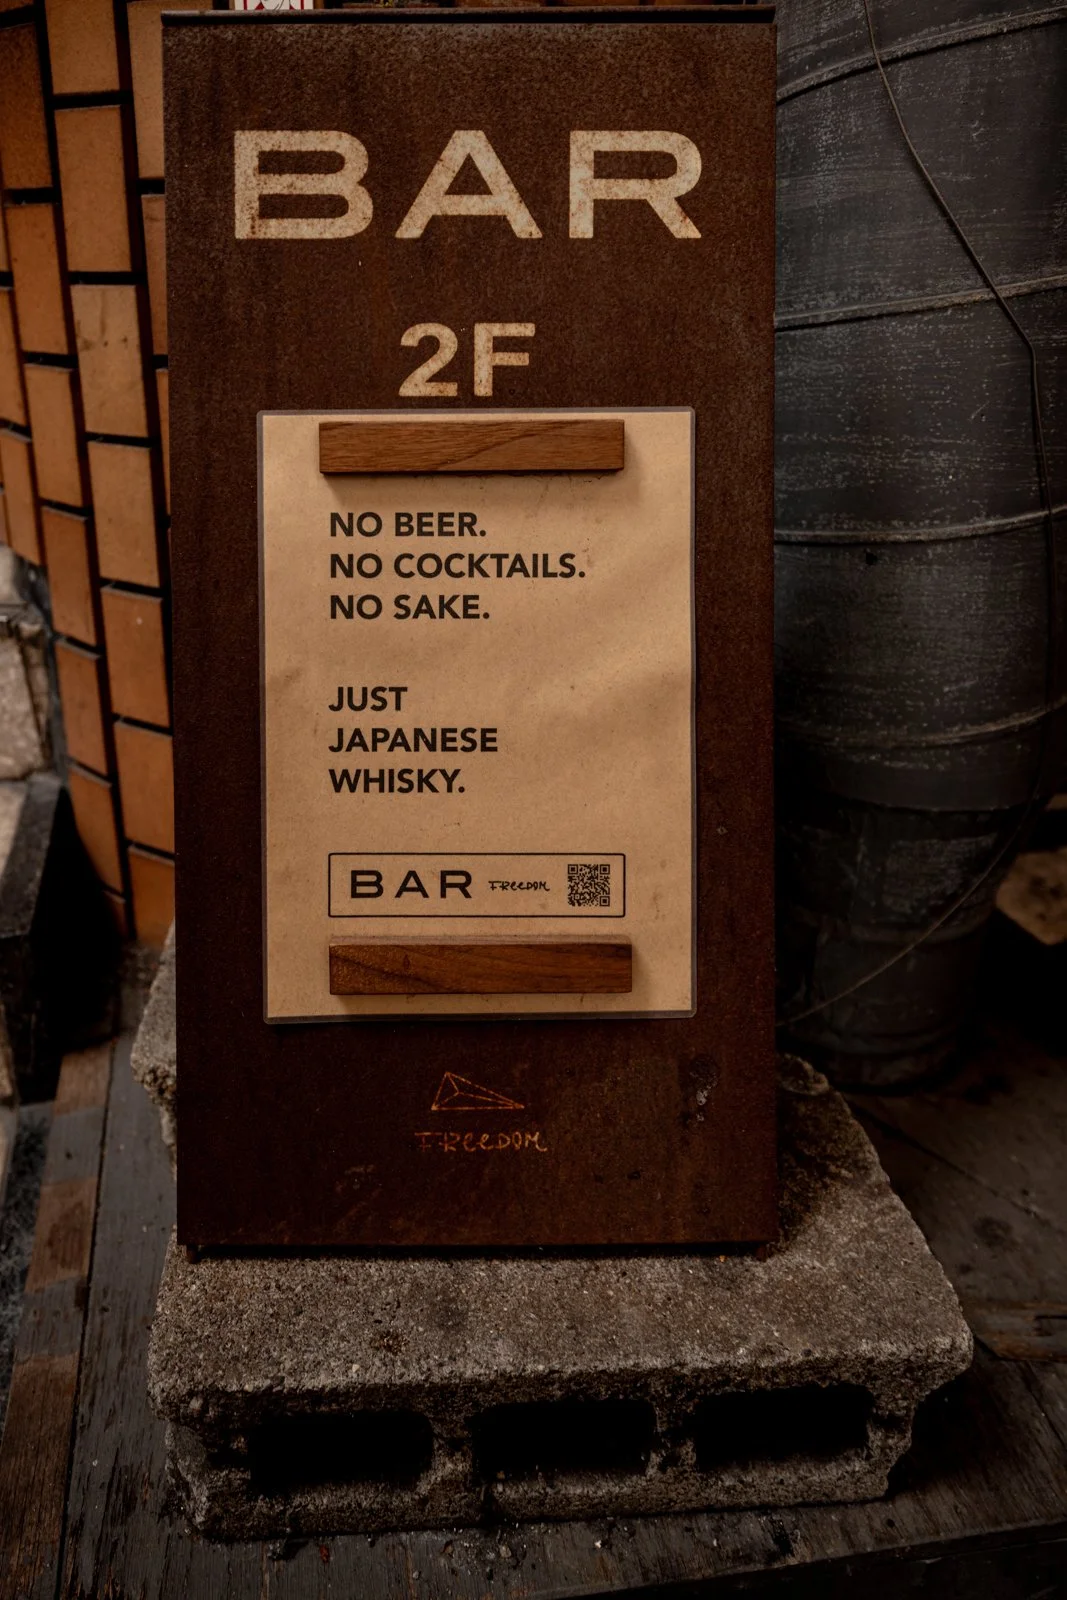 BAR
2F
NO BEER.
NO COCKTAILS.
NO SAKE.
JUST
JAPANESE
WHISKY.
BAR FREEDOM
FREEDOM